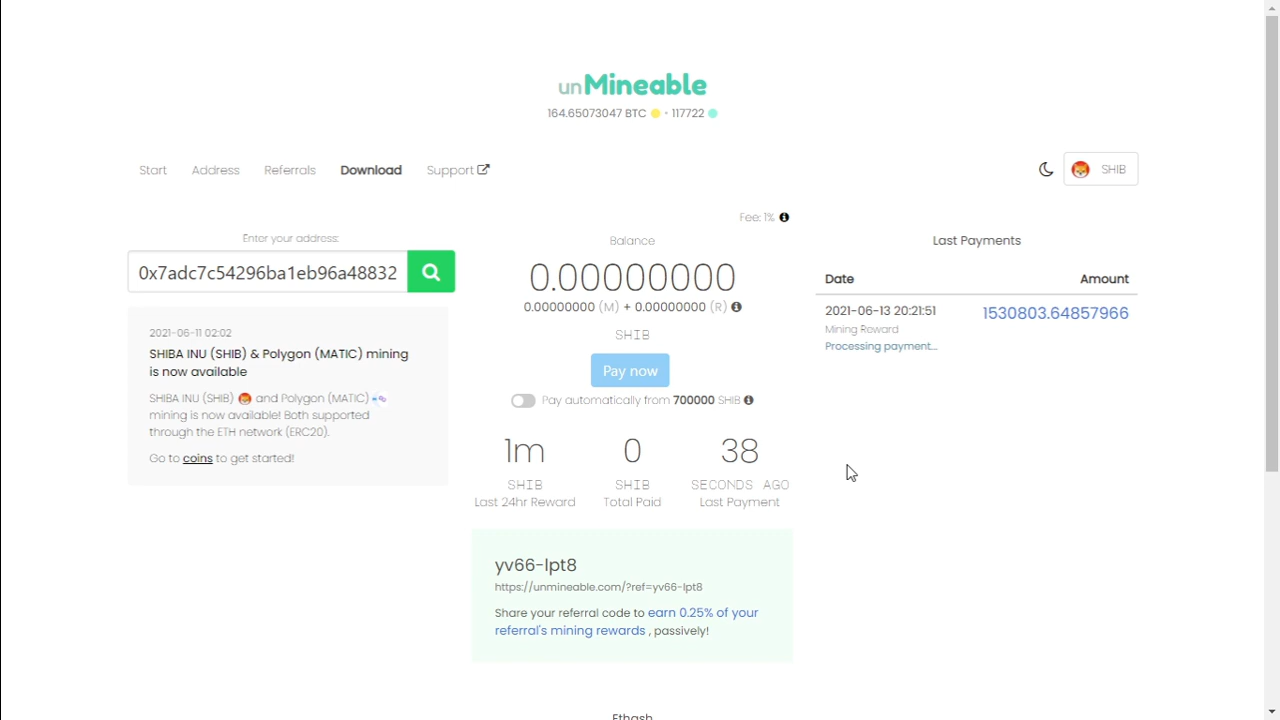 unMineable
164.65073047 BTC • 117722
Start Address Referrals Download Support
SHIB
Fee: 1%
Enter your address:
0x7adc7c54296ba1eb96a48832
2021-06-11 02:02
SHIBA INU (SHIB) & Polygon (MATIC) mining
is now available
SHIBA INU (SHIB) and Polygon (MATIC)
mining is now available! Both supported
through the ETH network (ERC20).
Go to coins to get started!
Balance
0.00000000
0.00000000 (M) + 0.00000000 (R)
SHIB
Pay now
Pay automatically from 700000 SHIB
1m 0 38
SHIB SHIB SECONDS AGO
Last 24hr Reward Total Paid Last Payment
yv66-lpt8
https://unmineable.com/?ref=yv66-lpt8
Share your referral code to earn 0.25% of your
referral's mining rewards , passively!
Last Payments
Date Amount
2021-06-13 20:21:51 1530803.64857966
Mining Reward
Processing payment...
Ethash